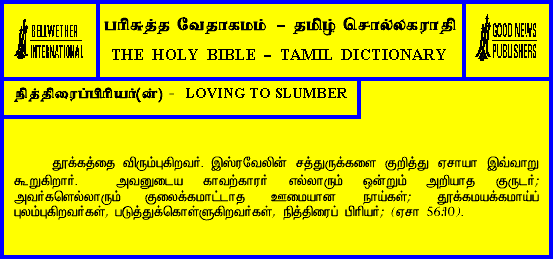 BELLWETHER
INTERNATIONAL
பரிசுத்த வேதாகமம் – தமிழ் சொல்லகராதி
THE HOLY BIBLE – TAMIL DICTIONARY
GOOD NEWS
PUBLISHERS
நித்திரைப்பிரியர்(ன்) - LOVING TO SLUMBER
தூக்கத்தை விரும்புகிறவர். இஸ்ரவேலின் சத்துருக்களை குறித்து ஏசாயா இவ்வாறு
கூறுகிறார். அவனுடைய காவற்காரர் எல்லாரும் ஒன்றும் அறியாத குருடர்;
அவர்களெல்லாரும் குலைக்கமாட்டாத ஊமையான நாய்கள்; தூக்கமயக்கமாய்ப்
புலம்புகிறவர்கள், படுத்துக்கொள்ளுகிறவர்கள், நித்திரைப் பிரியர்; (ஏசா 56:10).